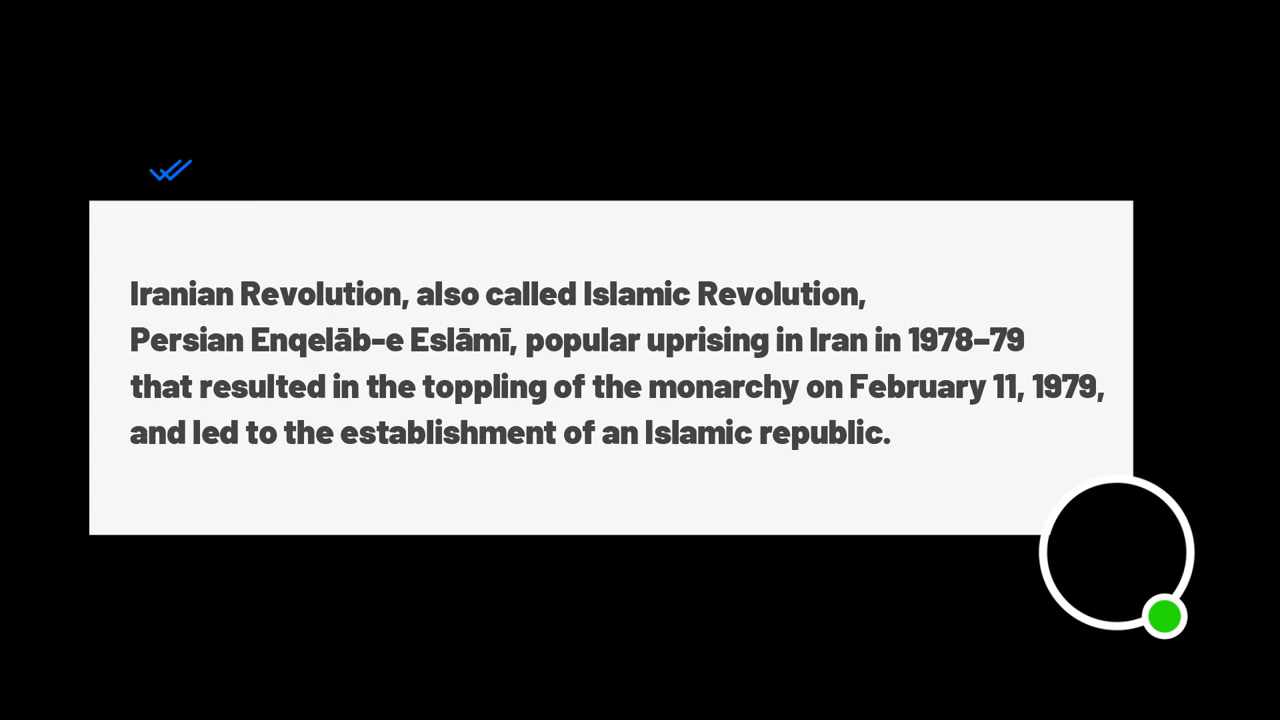 Iranian Revolution, also called Islamic Revolution,
Persian Enqelāb-e Eslāmī, popular uprising in Iran in 1978–79
that resulted in the toppling of the monarchy on February 11, 1979,
and led to the establishment of an Islamic republic.